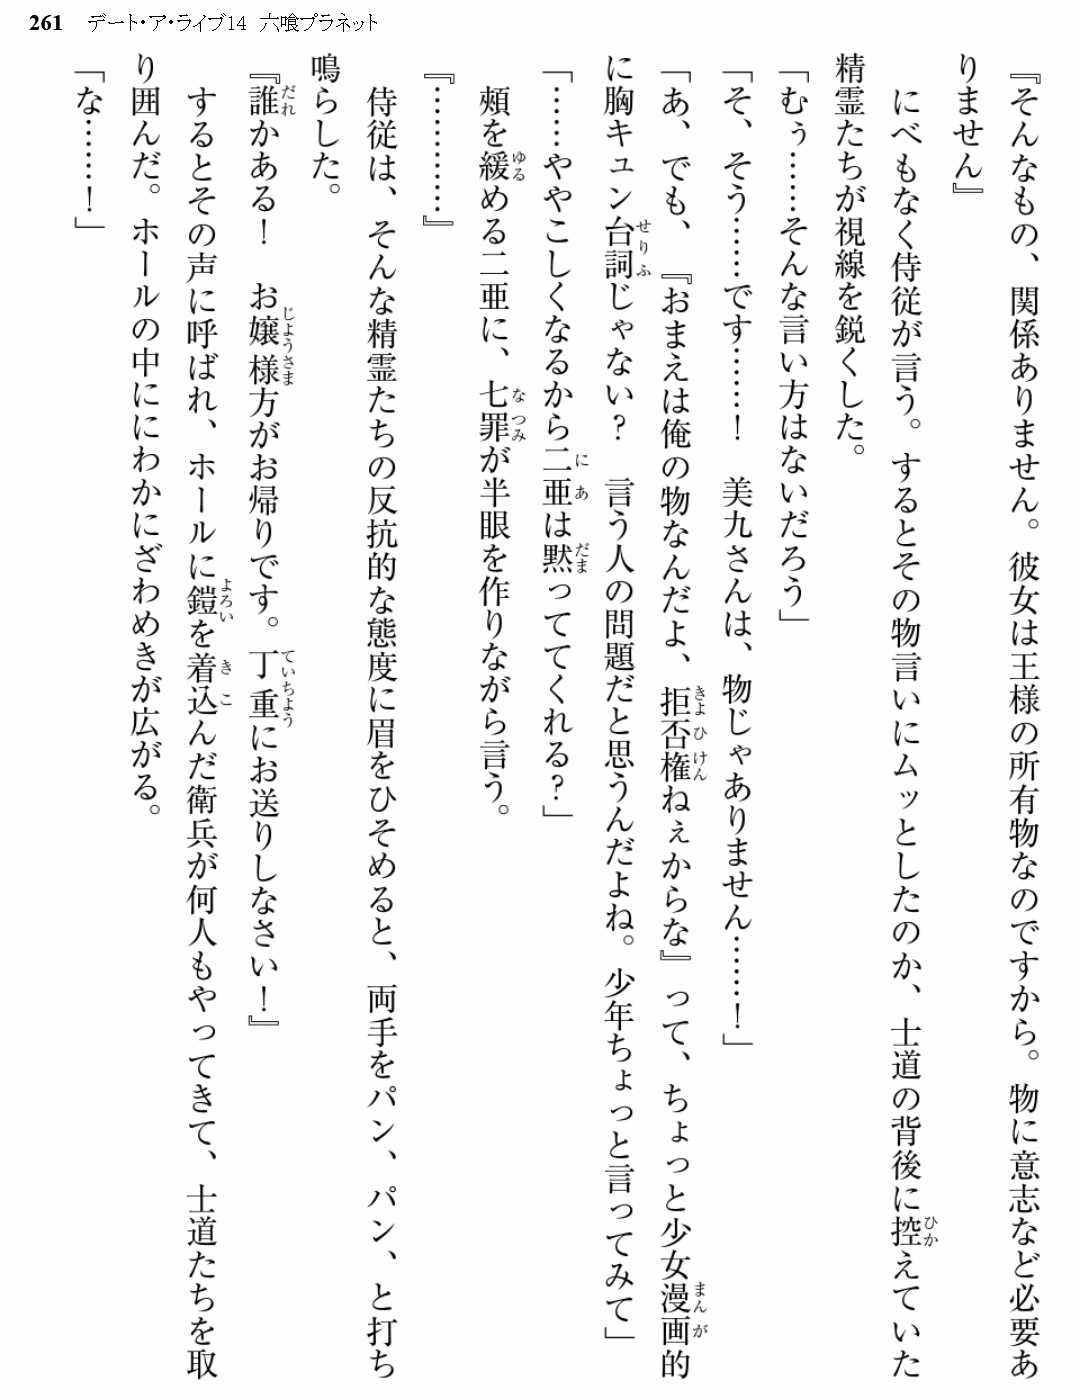 261 デート・ア・ライブ14 六喰プラネット
『そんなもの、関係ありません。彼女は王様の所有物なのですから。物に意志など必要あ
りません』
にべもなく侍従が言う。するとその物言いにムッとしたのか、士道の背後に控えていた
精霊たちが視線を鋭くした。
「むぅ……そんな言い方はないだろう」
「そ、そう……です……！　美九さんは、物じゃありません……！」
「あ、でも、『おまえは俺の物なんだよ、拒否権ねぇからな』って、ちょっと少女漫画的
に胸キュン台詞じゃない？　言う人の問題だと思うんだよね。少年ちょっと言ってみて」
「……ややこしくなるから二亜は黙っててくれる？」
頬を緩める二亜に、七罪が半眼を作りながら言う。
『…………』
侍従は、そんな精霊たちの反抗的な態度に眉をひそめると、両手をパン、パン、と打ち
鳴らした。
『誰かある！　お嬢様方がお帰りです。丁重にお送りしなさい！』
するとその声に呼ばれ、ホールに鎧を着込んだ衛兵が何人もやってきて、士道たちを取
り囲んだ。ホールの中ににわかにざわめきが広がる。
「な……！」